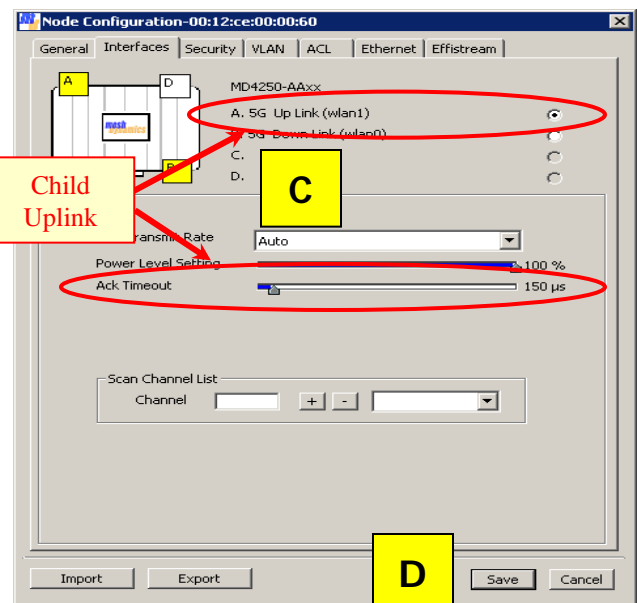 Node Configuration-00:12:ce:00:00:60
General Interfaces Security VLAN ACL Ethernet Effistream
A D
MD4250-AAxx
mesh dynamics
A. 5G Up Link (wlan1)
5G Down Link (wlan0)
C.
D.
C
Child
Uplink
Transmit Rate Auto
Power Level Setting 100 %
Ack Timeout 150 µs
Scan Channel List
Channel + -
D
Import Export Save Cancel